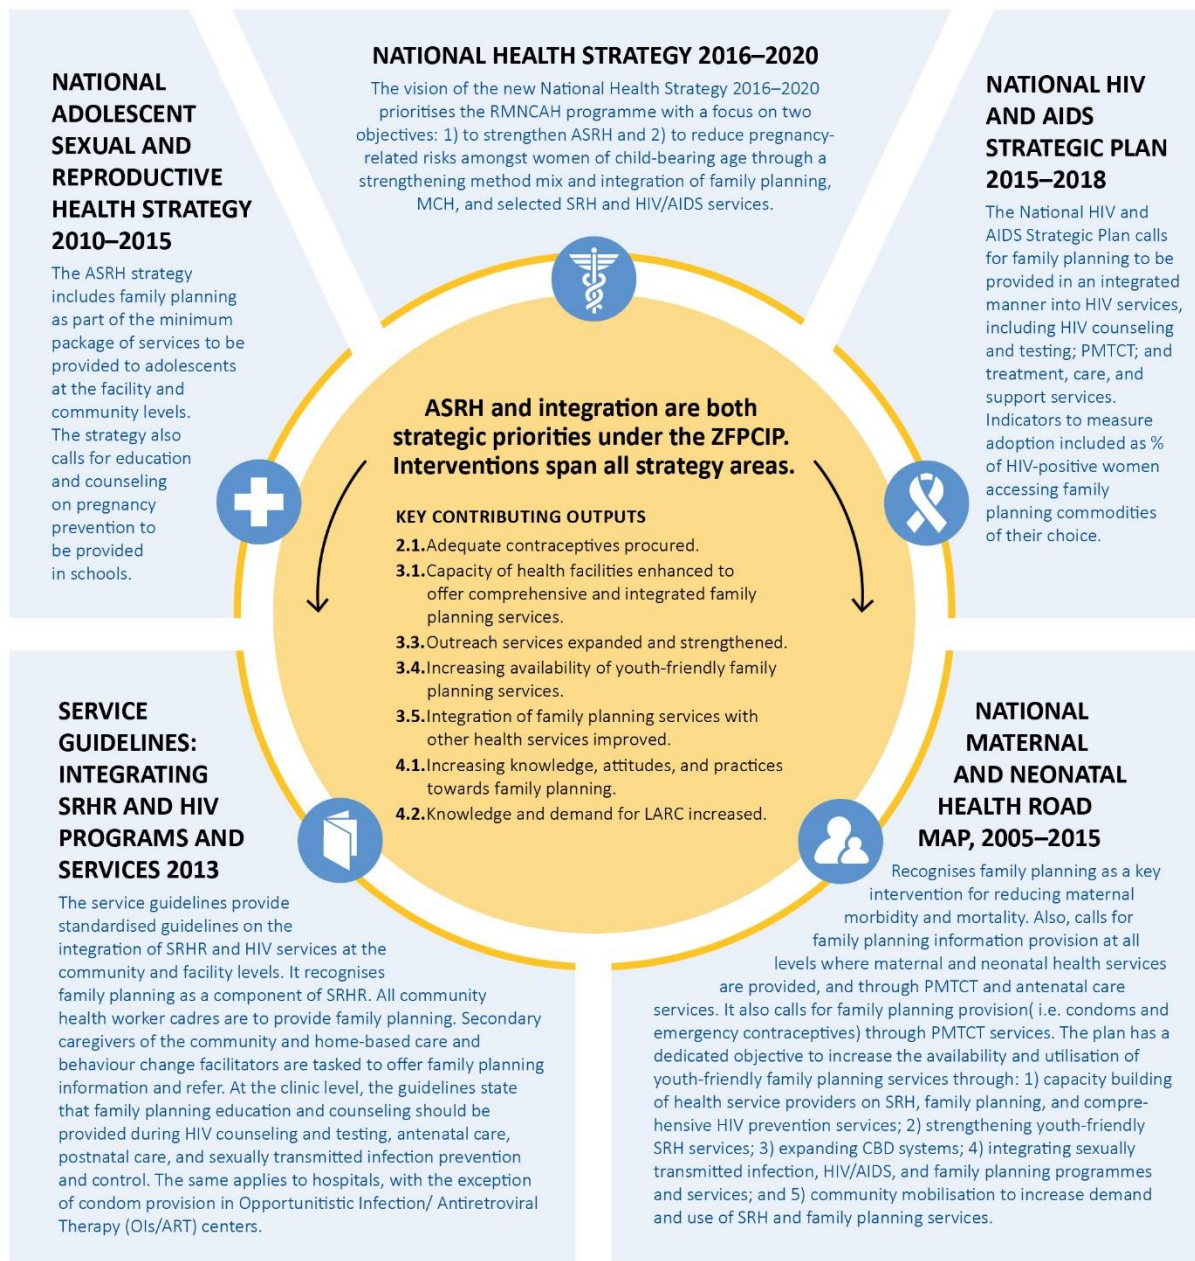 NATIONAL
ADOLESCENT
SEXUAL AND
REPRODUCTIVE
HEALTH STRATEGY
2010–2015
The ASRH strategy
includes family planning
as part of the minimum
package of services to be
provided to adolescents
at the facility and
community levels.
The strategy also
calls for education
and counseling
on pregnancy
prevention to
be provided
in schools.
NATIONAL HEALTH STRATEGY 2016–2020
The vision of the new National Health Strategy 2016–2020
prioritises the RMNCAH programme with a focus on two
objectives: 1) to strengthen ASRH and 2) to reduce pregnancy-
related risks amongst women of child-bearing age through a
strengthening method mix and integration of family planning,
MCH, and selected SRH and HIV/AIDS services.
NATIONAL HIV
AND AIDS
STRATEGIC PLAN
2015–2018
The National HIV and
AIDS Strategic Plan calls
for family planning to be
provided in an integrated
manner into HIV services,
including HIV counseling
and testing; PMTCT; and
treatment, care, and
support services.
Indicators to measure
adoption included as %
of HIV-positive women
accessing family
planning commodities
of their choice.
ASRH and integration are both
strategic priorities under the ZFPCIP.
Interventions span all strategy areas.
KEY CONTRIBUTING OUTPUTS
2.1. Adequate contraceptives procured.
3.1. Capacity of health facilities enhanced to
offer comprehensive and integrated family
planning services.
3.3. Outreach services expanded and strengthened.
3.4. Increasing availability of youth-friendly family
planning services.
3.5. Integration of family planning services with
other health services improved.
4.1. Increasing knowledge, attitudes, and practices
towards family planning.
4.2. Knowledge and demand for LARC increased.
SERVICE
GUIDELINES:
INTEGRATING
SRHR AND HIV
PROGRAMS AND
SERVICES 2013
The service guidelines provide
standardised guidelines on the
integration of SRHR and HIV services at the
community and facility levels. It recognises
family planning as a component of SRHR. All community
health worker cadres are to provide family planning. Secondary
caregivers of the community and home-based care and
behaviour change facilitators are tasked to offer family planning
information and refer. At the clinic level, the guidelines state
that family planning education and counseling should be
provided during HIV counseling and testing, antenatal care,
postnatal care, and sexually transmitted infection prevention
and control. The same applies to hospitals, with the exception
of condom provision in Opportunitistic Infection/ Antiretroviral
Therapy (OIs/ART) centers.
NATIONAL
MATERNAL
AND NEONATAL
HEALTH ROAD
MAP, 2005–2015
Recognises family planning as a key
intervention for reducing maternal
morbidity and mortality. Also, calls for
family planning information provision at all
levels where maternal and neonatal health services
are provided, and through PMTCT and antenatal care
services. It also calls for family planning provision( i.e. condoms and
emergency contraceptives) through PMTCT services. The plan has a
dedicated objective to increase the availability and utilisation of
youth-friendly family planning services through: 1) capacity building
of health service providers on SRH, family planning, and compre-
hensive HIV prevention services; 2) strengthening youth-friendly
SRH services; 3) expanding CBD systems; 4) integrating sexually
transmitted infection, HIV/AIDS, and family planning programmes
and services; and 5) community mobilisation to increase demand
and use of SRH and family planning services.